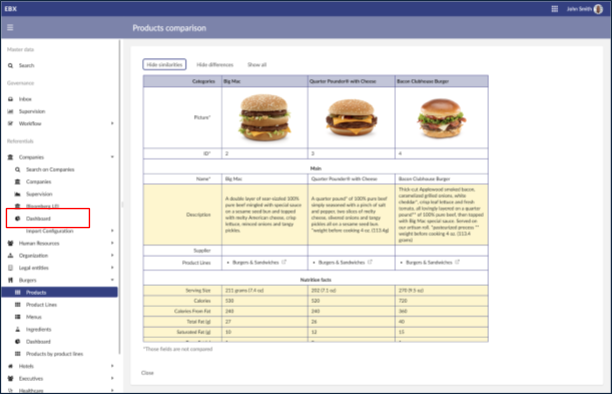 EBX
John Smith
Products comparison
Master data
Search
Governance
Inbox
Supervision
Workflow
Referentials
Companies
Search on Companies
Companies
Supervision
Dashboard
Import Configuration
Human Resources
Organization
Legal entities
Burgers
Products
Product Lines
Menus
Ingredients
Dashboard
Products by product lines
Hotels
Executives
Healthcare
Hide similarities Hide differences Show all
Categories Big Mac Quarter Pounder® with Cheese Bacon Clubhouse Burger
Picture*
ID* 2 3 4
Main
Name* Big Mac Quarter Pounder® with Cheese Bacon Clubhouse Burger
Description
A double layer of sear-sizzled 100%
pure beef mingled with special sauce
on a sesame seed bun and topped
with melty American cheese, crisp
lettuce, minced onions and tangy
pickles.
A quarter pound* of 100% pure beef
simply seasoned with a pinch of salt
and pepper, two slices of melty
cheese, slivered onions and tangy
pickles all on a sesame seed bun.
*weight before cooking 4 oz. (113.4g)
Thick-cut Applewood smoked bacon,
caramelized grilled onions, white
cheddar*, crisp leaf lettuce and fresh
tomato, all lovingly layered on a quarter
pound** of 100% pure beef, then topped
with Big Mac special sauce. Served on
our artisan roll. *pasteurized process **
weight before cooking 4 oz. (113.4
grams)
Supplier
Product Lines • Burgers & Sandwiches • Burgers & Sandwiches • Burgers & Sandwiches
Nutrition facts
Serving Size 211 grams (7.4 oz) 202 (7.1 oz) 270 (9.5 oz)
Calories 530 520 720
Calories From Fat 240 240 360
Total Fat (g) 27 26 40
Saturated Fat (g) 10 12 15
*These fields are not compared
Close